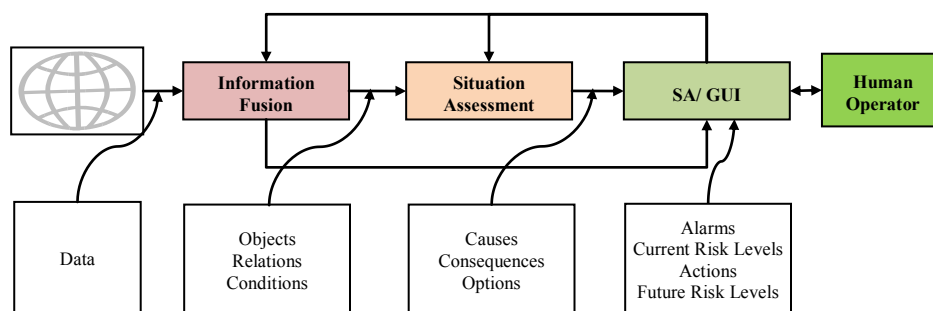 Information
Fusion
Situation
Assessment
SA/ GUI
Human
Operator
Data
Objects
Relations
Conditions
Causes
Consequences
Options
Alarms
Current Risk Levels
Actions
Future Risk Levels